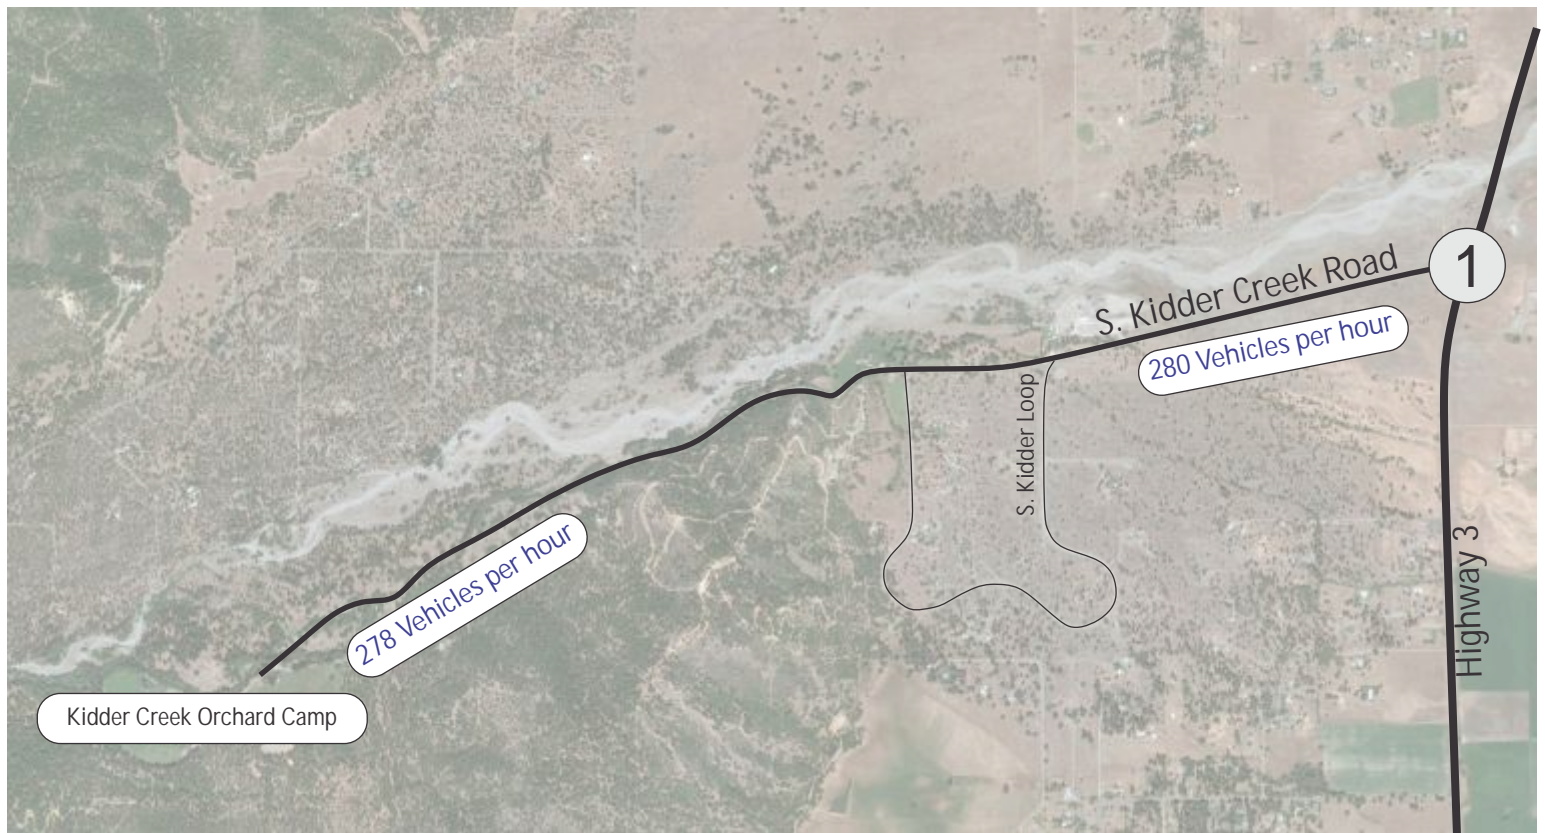 1
S. Kidder Creek Road
280 Vehicles per hour
S. Kidder Loop
278 Vehicles per hour
Highway 3
Kidder Creek Orchard Camp